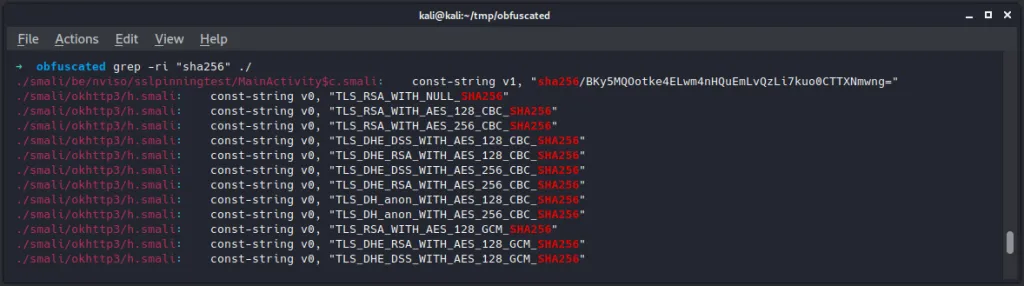 kali@kali:~/tmp/obfuscated
File Actions Edit View Help
→ obfuscated grep -ri "sha256" ./
./smali/be/nviso/sslpinningtest/MainActivity$c.smali: const-string v1, "sha256/BKy5MQOotke4ELwm4nHQuEmLvQzLi7kuo0CTTXNmwng="
./smali/okhttp3/h.smali: const-string v0, "TLS_RSA_WITH_NULL_SHA256"
./smali/okhttp3/h.smali: const-string v0, "TLS_RSA_WITH_AES_128_CBC_SHA256"
./smali/okhttp3/h.smali: const-string v0, "TLS_RSA_WITH_AES_256_CBC_SHA256"
./smali/okhttp3/h.smali: const-string v0, "TLS_DHE_DSS_WITH_AES_128_CBC_SHA256"
./smali/okhttp3/h.smali: const-string v0, "TLS_DHE_RSA_WITH_AES_128_CBC_SHA256"
./smali/okhttp3/h.smali: const-string v0, "TLS_DHE_DSS_WITH_AES_256_CBC_SHA256"
./smali/okhttp3/h.smali: const-string v0, "TLS_DHE_RSA_WITH_AES_256_CBC_SHA256"
./smali/okhttp3/h.smali: const-string v0, "TLS_DH_anon_WITH_AES_128_CBC_SHA256"
./smali/okhttp3/h.smali: const-string v0, "TLS_DH_anon_WITH_AES_256_CBC_SHA256"
./smali/okhttp3/h.smali: const-string v0, "TLS_RSA_WITH_AES_128_GCM_SHA256"
./smali/okhttp3/h.smali: const-string v0, "TLS_DHE_RSA_WITH_AES_128_GCM_SHA256"
./smali/okhttp3/h.smali: const-string v0, "TLS_DHE_DSS_WITH_AES_128_GCM_SHA256"